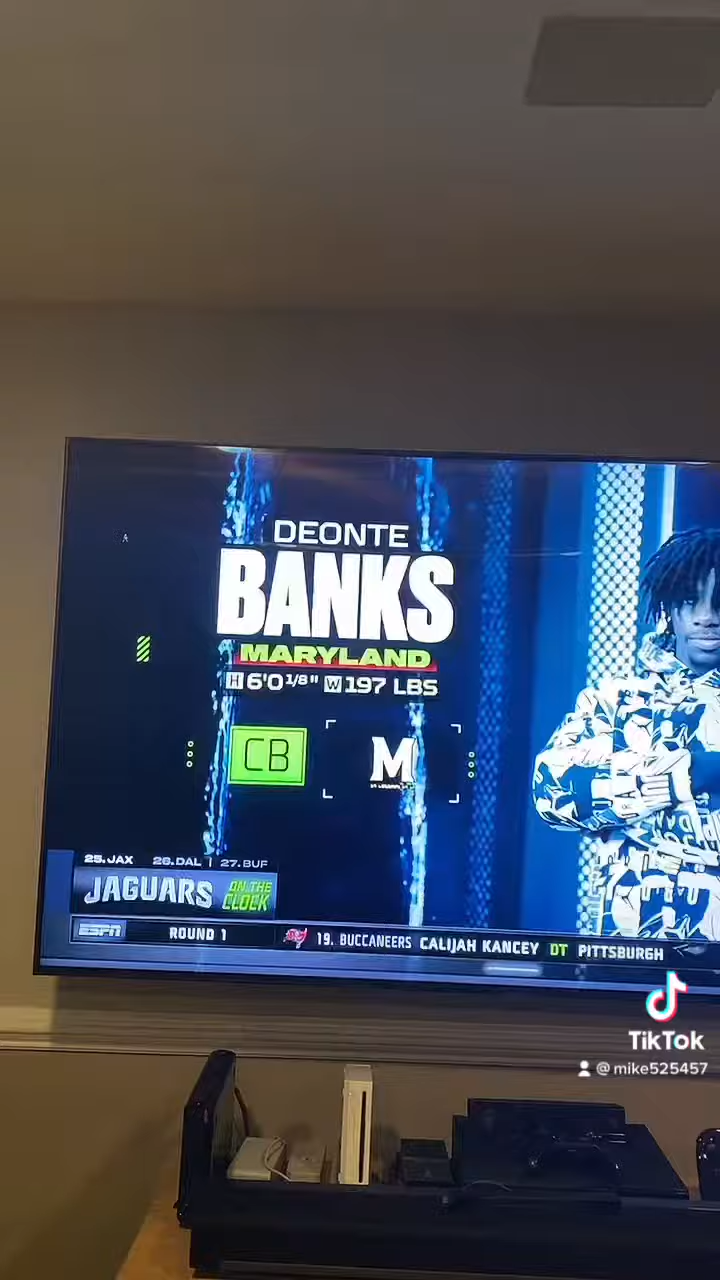 DEONTE
BANKS
MARYLAND
H 6'0 1/8" W 197 LBS
CB
M
25.JAX 26.DAL | 27.BUF
JAGUARS ON THE CLOCK
ESPN ROUND 1 19. BUCCANEERS CALIJAH KANCEY DT PITTSBURGH
TikTok
@mike525457